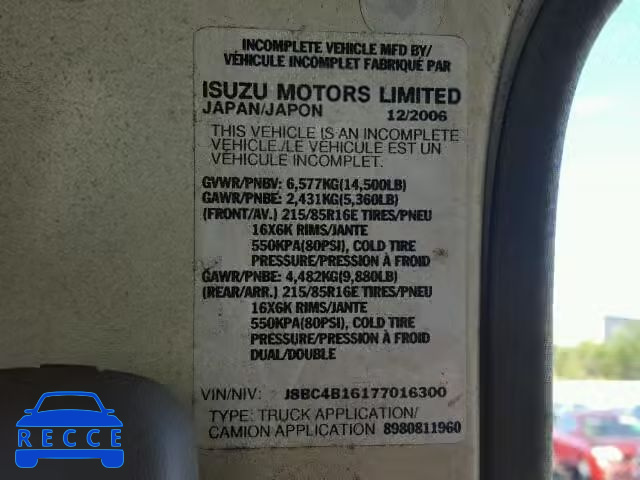 INCOMPLETE VEHICLE MFD BY/
VÉHICULE INCOMPLET FABRIQUÉ PAR
ISUZU MOTORS LIMITED
JAPAN/JAPON 12/2006
THIS VEHICLE IS AN INCOMPLETE
VEHICLE./LE VÉHICULE EST UN
VÉHICULE INCOMPLET.
GVWR/PNBV: 6,577KG(14,500LB)
GAWR/PNBE: 2,431KG(5,360LB)
(FRONT/AV.) 215/85R16E TIRES/PNEU
16X6K RIMS/JANTE
550KPA(80PSI), COLD TIRE
PRESSURE/PRESSION À FROID
GAWR/PNBE: 4,482KG(9,880LB)
(REAR/ARR.) 215/85R16E TIRES/PNEU
16X6K RIMS/JANTE
550KPA(80PSI), COLD TIRE
PRESSURE/PRESSION À FROID
DUAL/DOUBLE
VIN/NIV: J8BC4B16177016300
TYPE: TRUCK APPLICATION/
CAMION APPLICATION 8980811960
RECCE